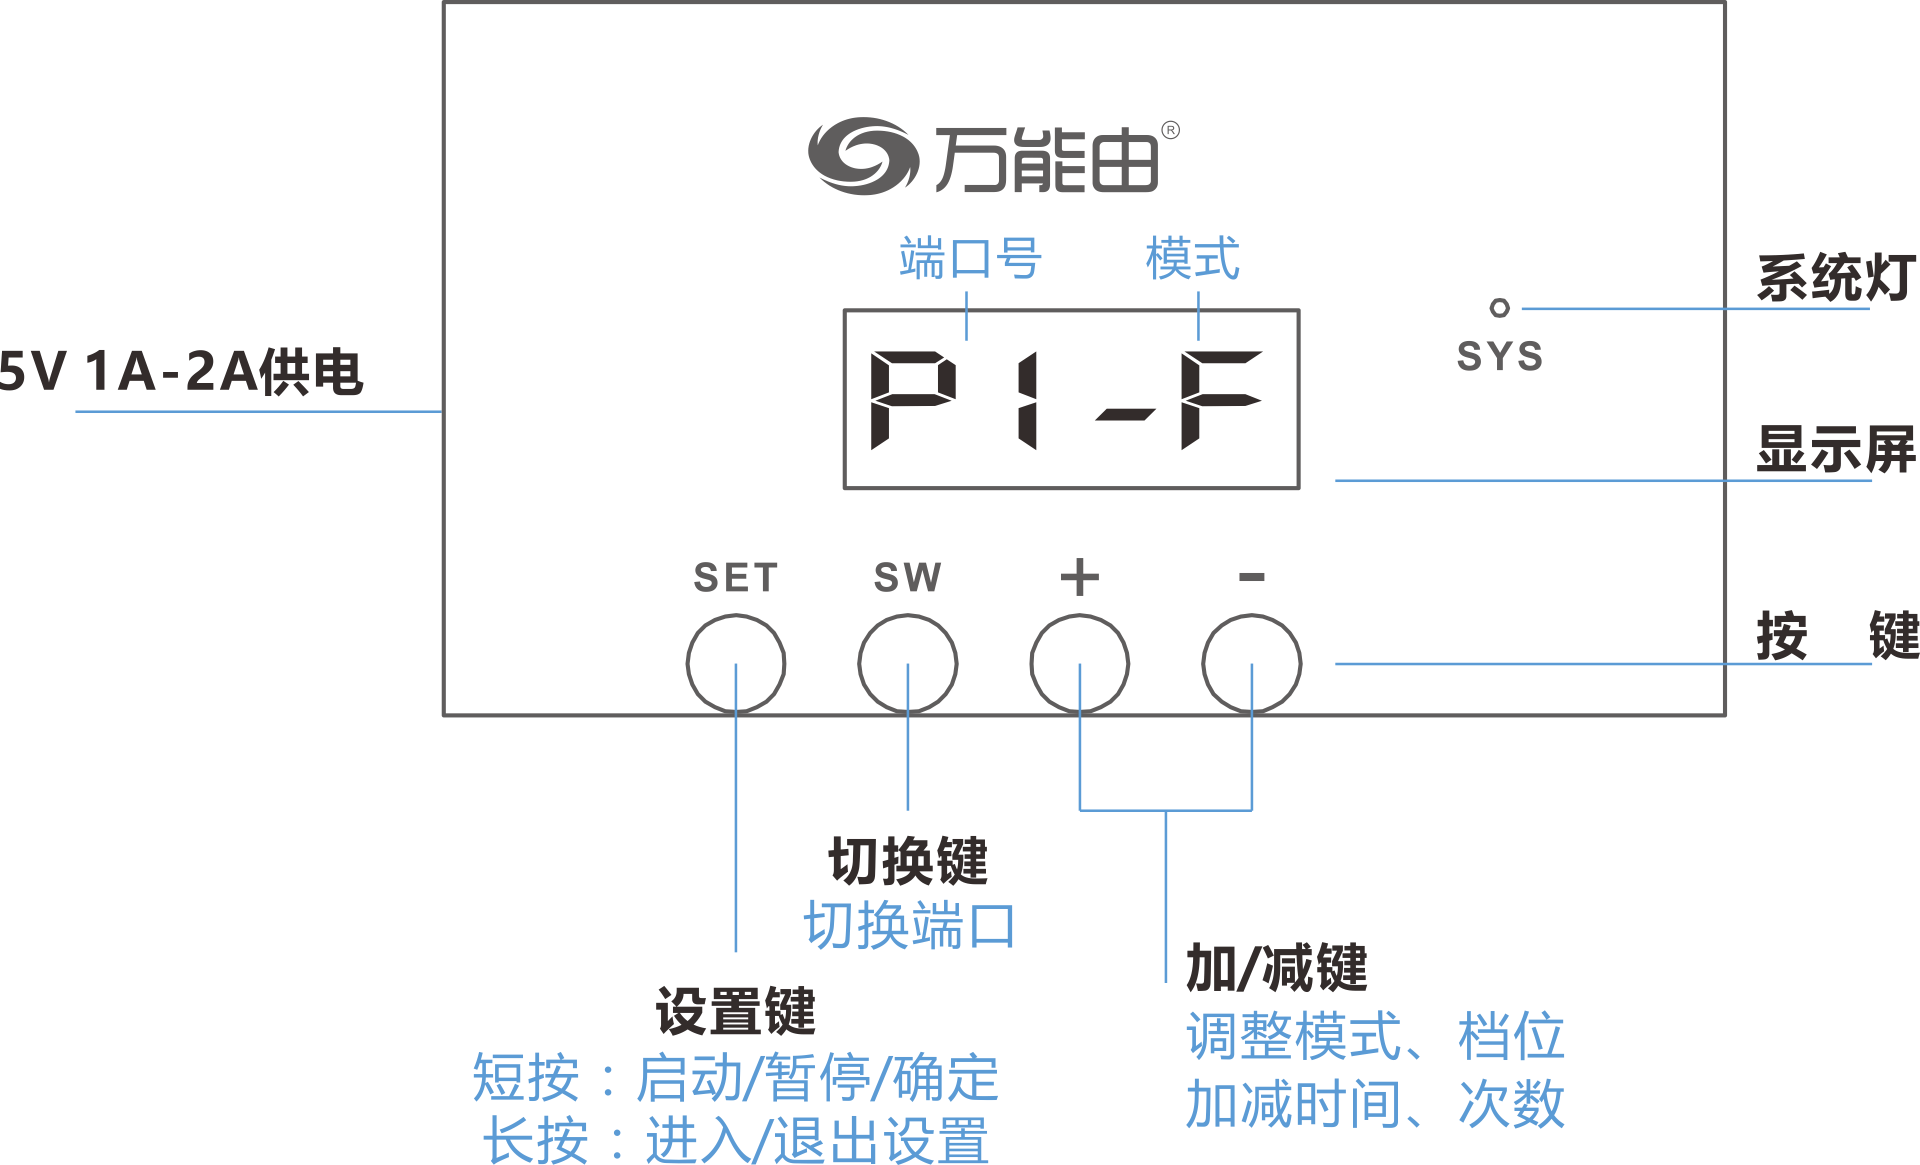 万能由®
端口号 模式
系统灯
SYS
5V 1A-2A供电
P1-F
显示屏
SET SW + -
按 键
切换键
切换端口
加/减键
设置键
调整模式、档位
短按：启动/暂停/确定
加减时间、次数
长按：进入/退出设置